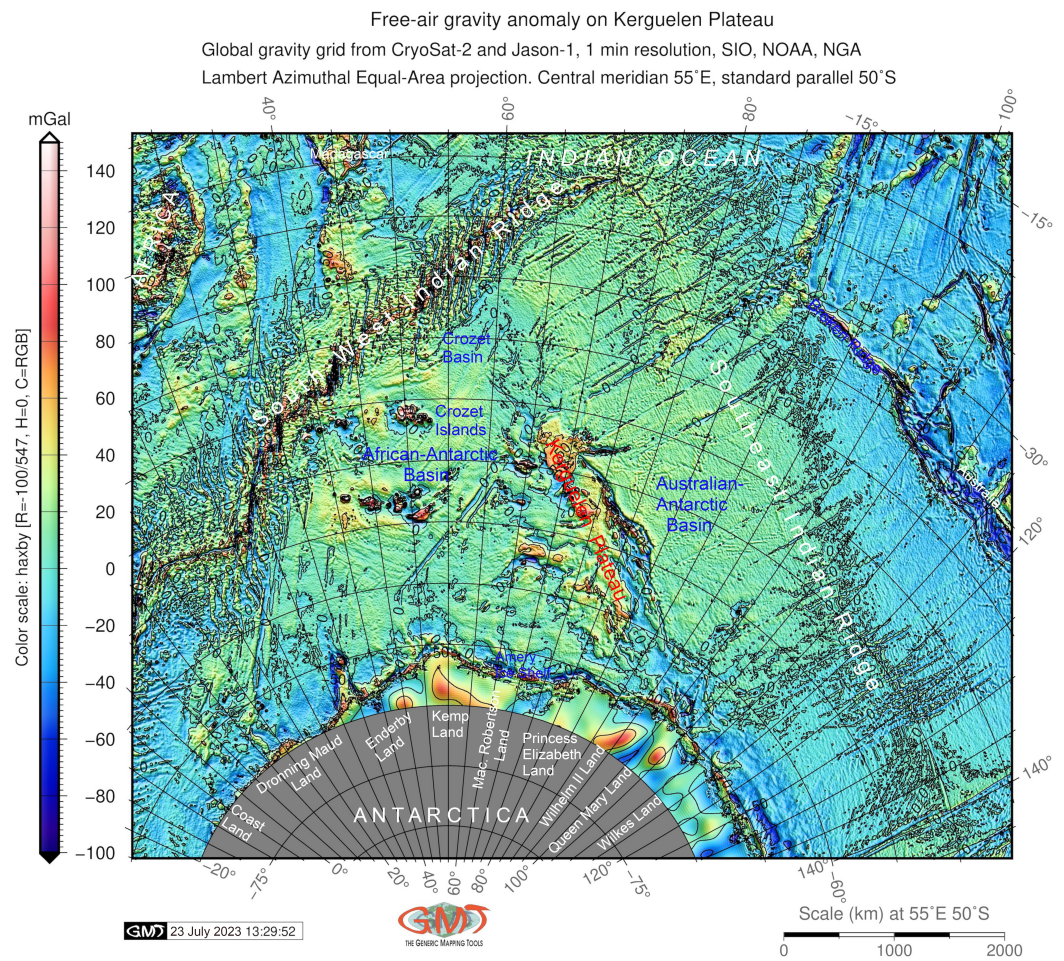 Free-air gravity anomaly on Kerguelen Plateau
Global gravity grid from CryoSat-2 and Jason-1, 1 min resolution, SIO, NOAA, NGA
Lambert Azimuthal Equal-Area projection. Central meridian 55˚E, standard parallel 50˚S
40°
60°
80°
−15°
100°
mGal
140
120
100
80
60
40
20
0
−20
−40
−60
−80
−100
Color scale: haxby [R=-100/547, H=0, C=RGB]
Madagascar
INDIAN OCEAN
AFRICA
South West Indian Ridge
−15°
Crozet
Basin
Crozet
Islands
African-Antarctic
Basin
Kerguelen Plateau
Australian-
Antarctic
Basin
Southeast Indian Ridge
−30°
120°
140°
Amery
Ice Shelf
Coast
Land
Dronning Maud
Land
Enderby
Land
Kemp
Land
Mac. Robertson
Land
Princess
Elizabeth
Land
Wilhelm II Land
Queen Mary Land
Wilkes Land
ANTARCTICA
−20°
−75°
0°
20°
40°
60°
80°
100°
120°
−75°
140°
−60°
GMT 23 July 2023 13:29:52
GMT
THE GENERIC MAPPING TOOLS
Scale (km) at 55˚E 50˚S
0 1000 2000